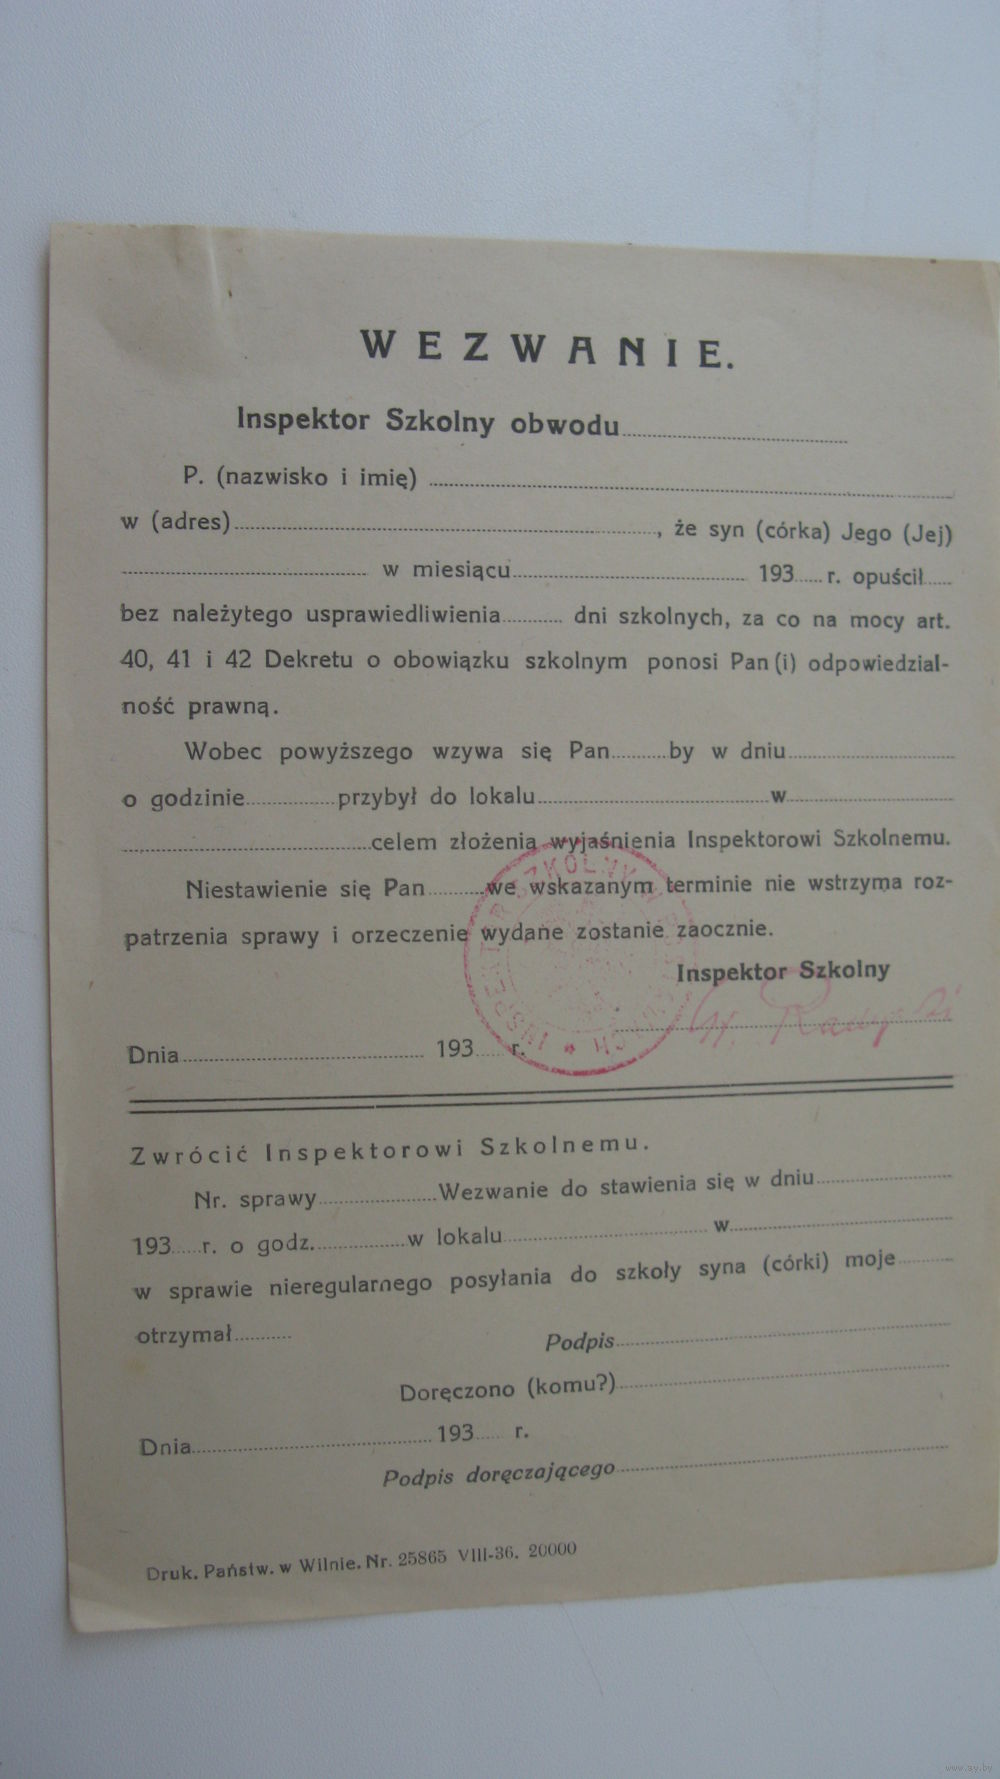 WEZWANIE.
Inspektor Szkolny obwodu
P. (nazwisko i imię)
w (adres), że syn (córka) Jego (Jej)
w miesiącu 193 r. opuścił
bez należytego usprawiedliwienia dni szkolnych, za co na mocy art.
40, 41 i 42 Dekretu o obowiązku szkolnym ponosi Pan (i) odpowiedzial-
ność prawną.
Wobec powyższego wzywa się Pan by w dniu
o godzinie przybył do lokalu w
celem złożenia wyjaśnienia Inspektorowi Szkolnemu.
Niestawienie się Pan we wskazanym terminie nie wstrzyma roz-
patrzenia sprawy i orzeczenie wydane zostanie zaocznie.
Inspektor Szkolny
INSPEKTOR SZKOLNY
Dnia 193 r.
Zwrócić Inspektorowi Szkolnemu.
Nr. sprawy Wezwanie do stawienia się w dniu
193 r. o godz. w lokalu w
w sprawie nieregularnego posyłania do szkoły syna (córki) moje
otrzymał
Podpis
Doręczono (komu?)
Dnia 193 r.
Podpis doręczającego
Druk. Państw. w Wilnie. Nr. 25865 VIII-36. 20000
www.ay.by